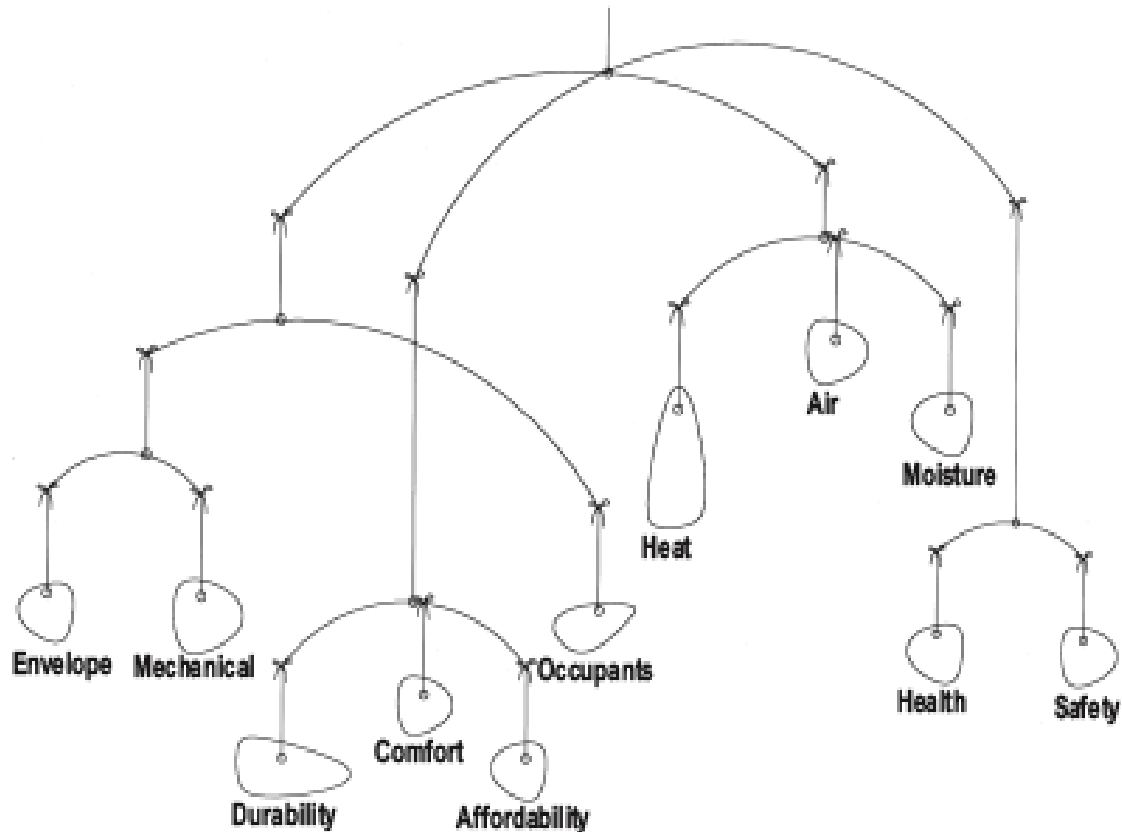 Air
Moisture
Heat
Envelope
Mechanical
Occupants
Health
Safety
Comfort
Durability
Affordability